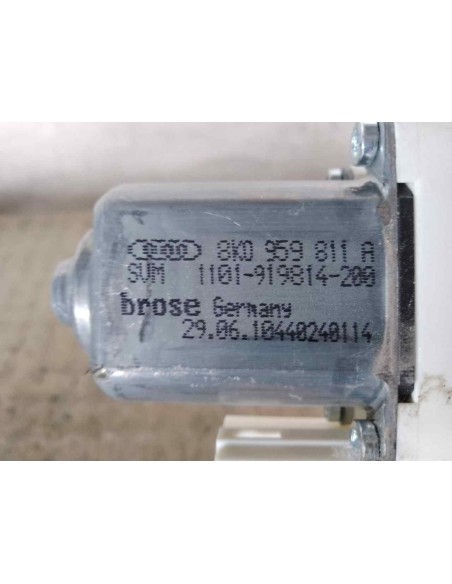 8K0 959 811 A
SVM 1101-919814-200
brose Germany
29.06.10440240114